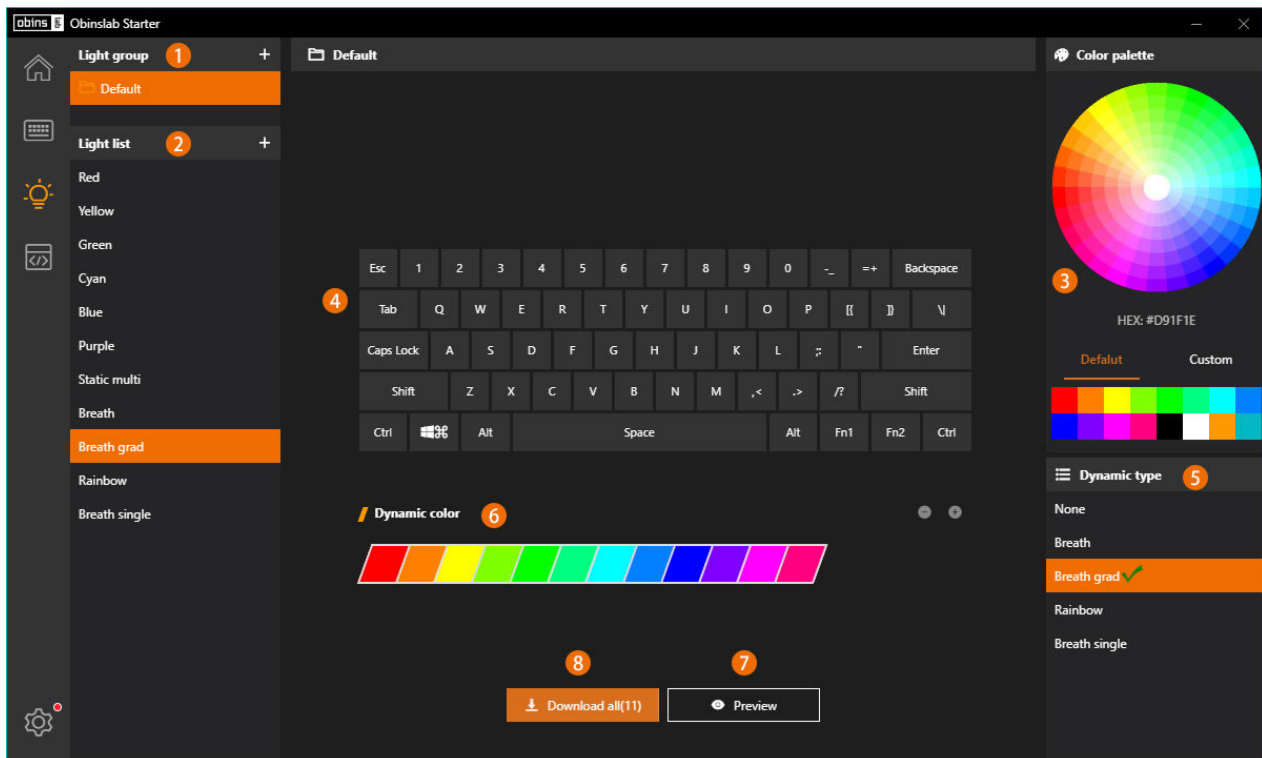 obins Obinslab Starter
Light group 1 +
Default
Light list 2 +
Red
Yellow
Green
Cyan
Blue
Purple
Static multi
Breath
Breath grad
Rainbow
Breath single
Default
4
Esc 1 2 3 4 5 6 7 8 9 0 -_ =+ Backspace
Tab Q W E R T Y U I O P [{ ]} \|
Caps Lock A S D F G H J K L ;: '" Enter
Shift Z X C V B N M ,< .> /? Shift
Ctrl ⌘ Alt Space Alt Fn1 Fn2 Ctrl
Dynamic color 6
8 7
Download all(11) Preview
Color palette
3
HEX: #D91F1E
Defalut Custom
Dynamic type 5
None
Breath
Breath grad
Rainbow
Breath single